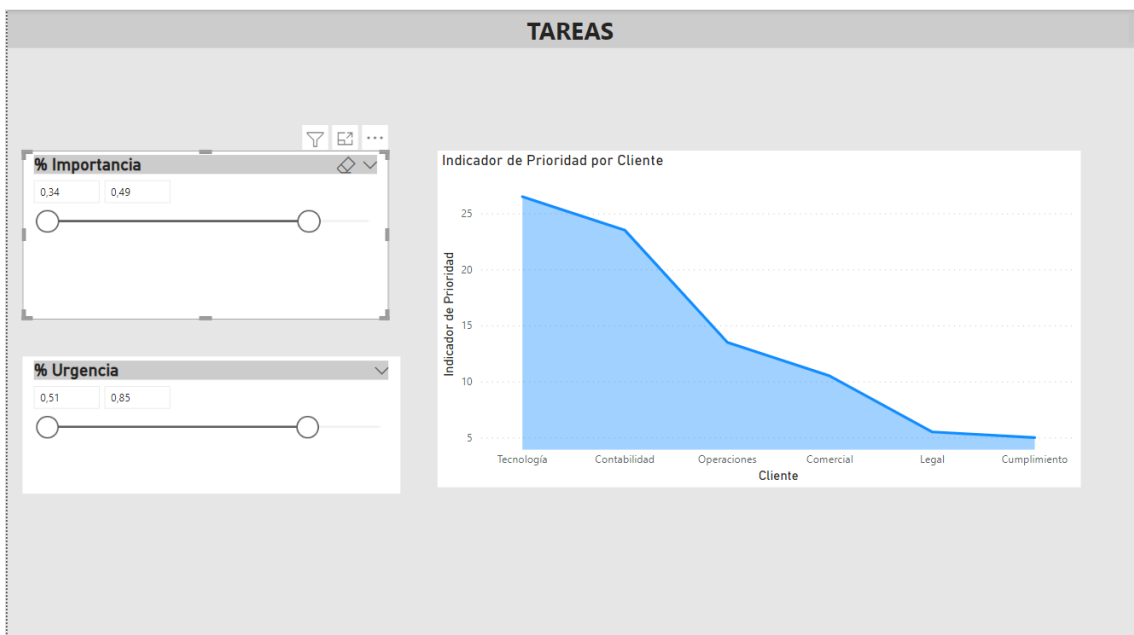 TAREAS
% Importancia
0,34 0,49
% Urgencia
0,51 0,85
Indicador de Prioridad por Cliente
Indicador de Prioridad
25
20
15
10
5
Tecnología Contabilidad Operaciones Comercial Legal Cumplimiento
Cliente